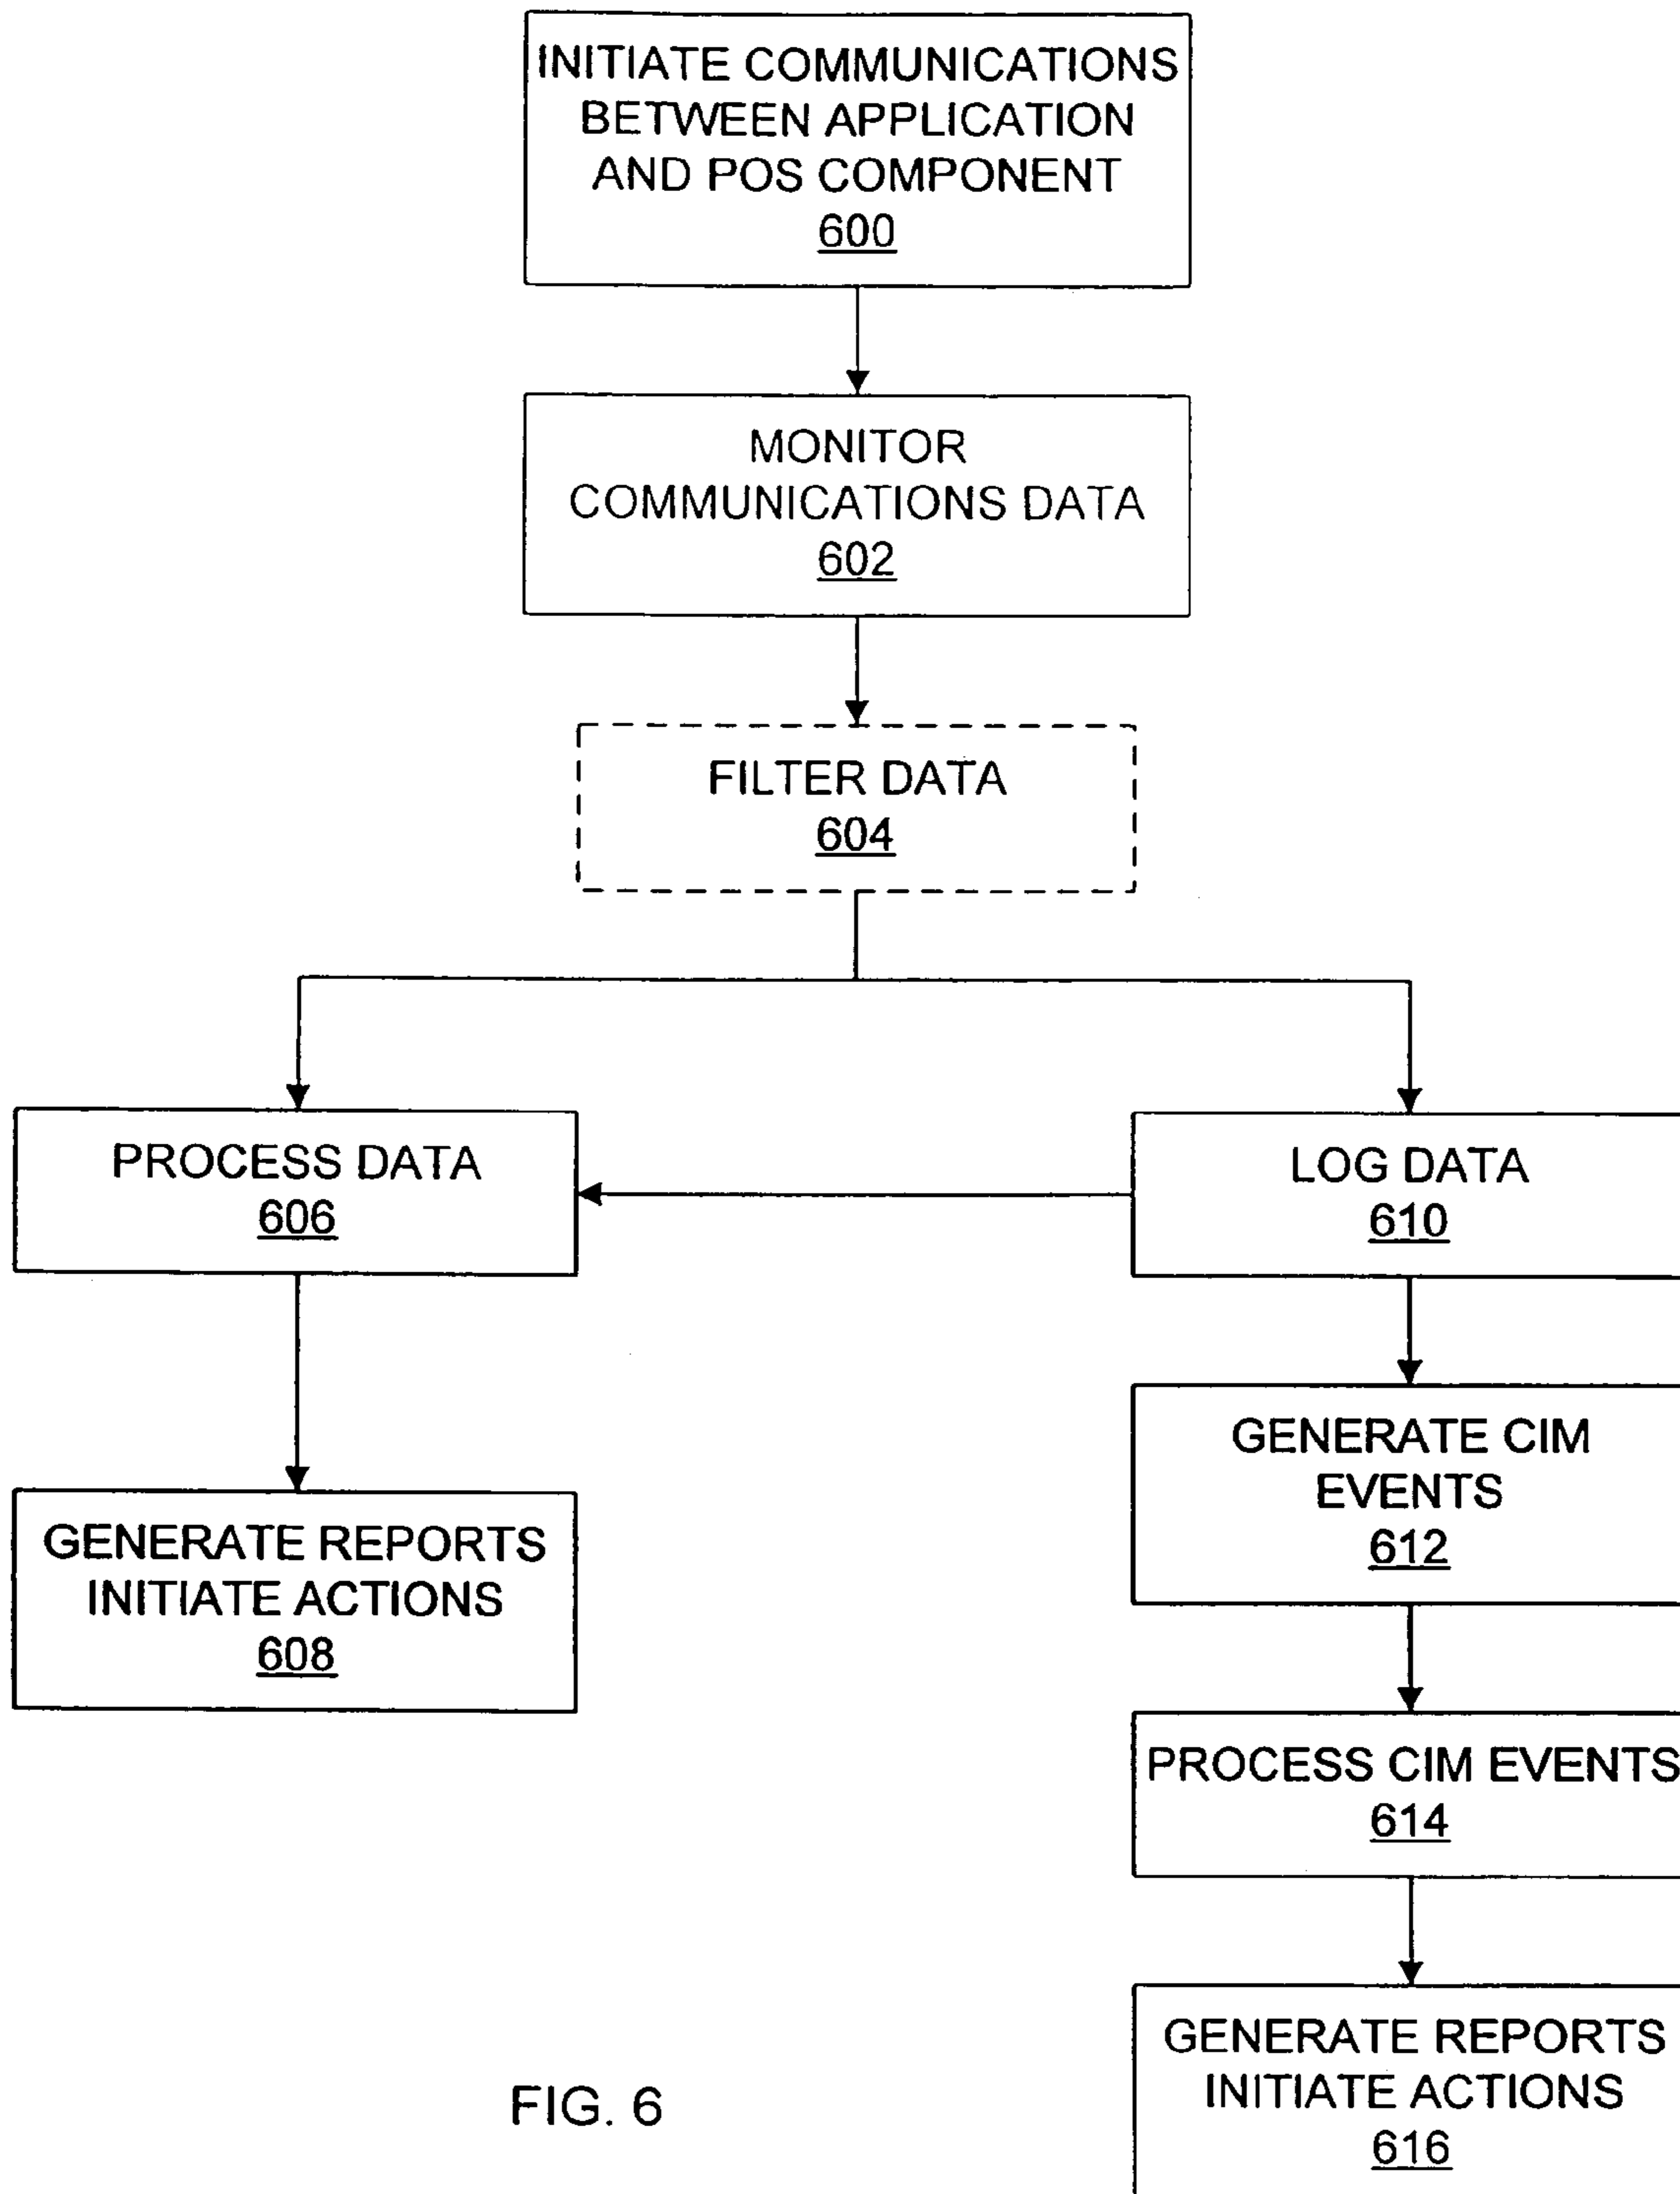 INITIATE COMMUNICATIONS
BETWEEN APPLICATION
AND POS COMPONENT
600
MONITOR
COMMUNICATIONS DATA
602
FILTER DATA
604
PROCESS DATA
606
LOG DATA
610
GENERATE REPORTS
INITIATE ACTIONS
608
GENERATE CIM
EVENTS
612
PROCESS CIM EVENTS
614
GENERATE REPORTS
INITIATE ACTIONS
616
FIG. 6